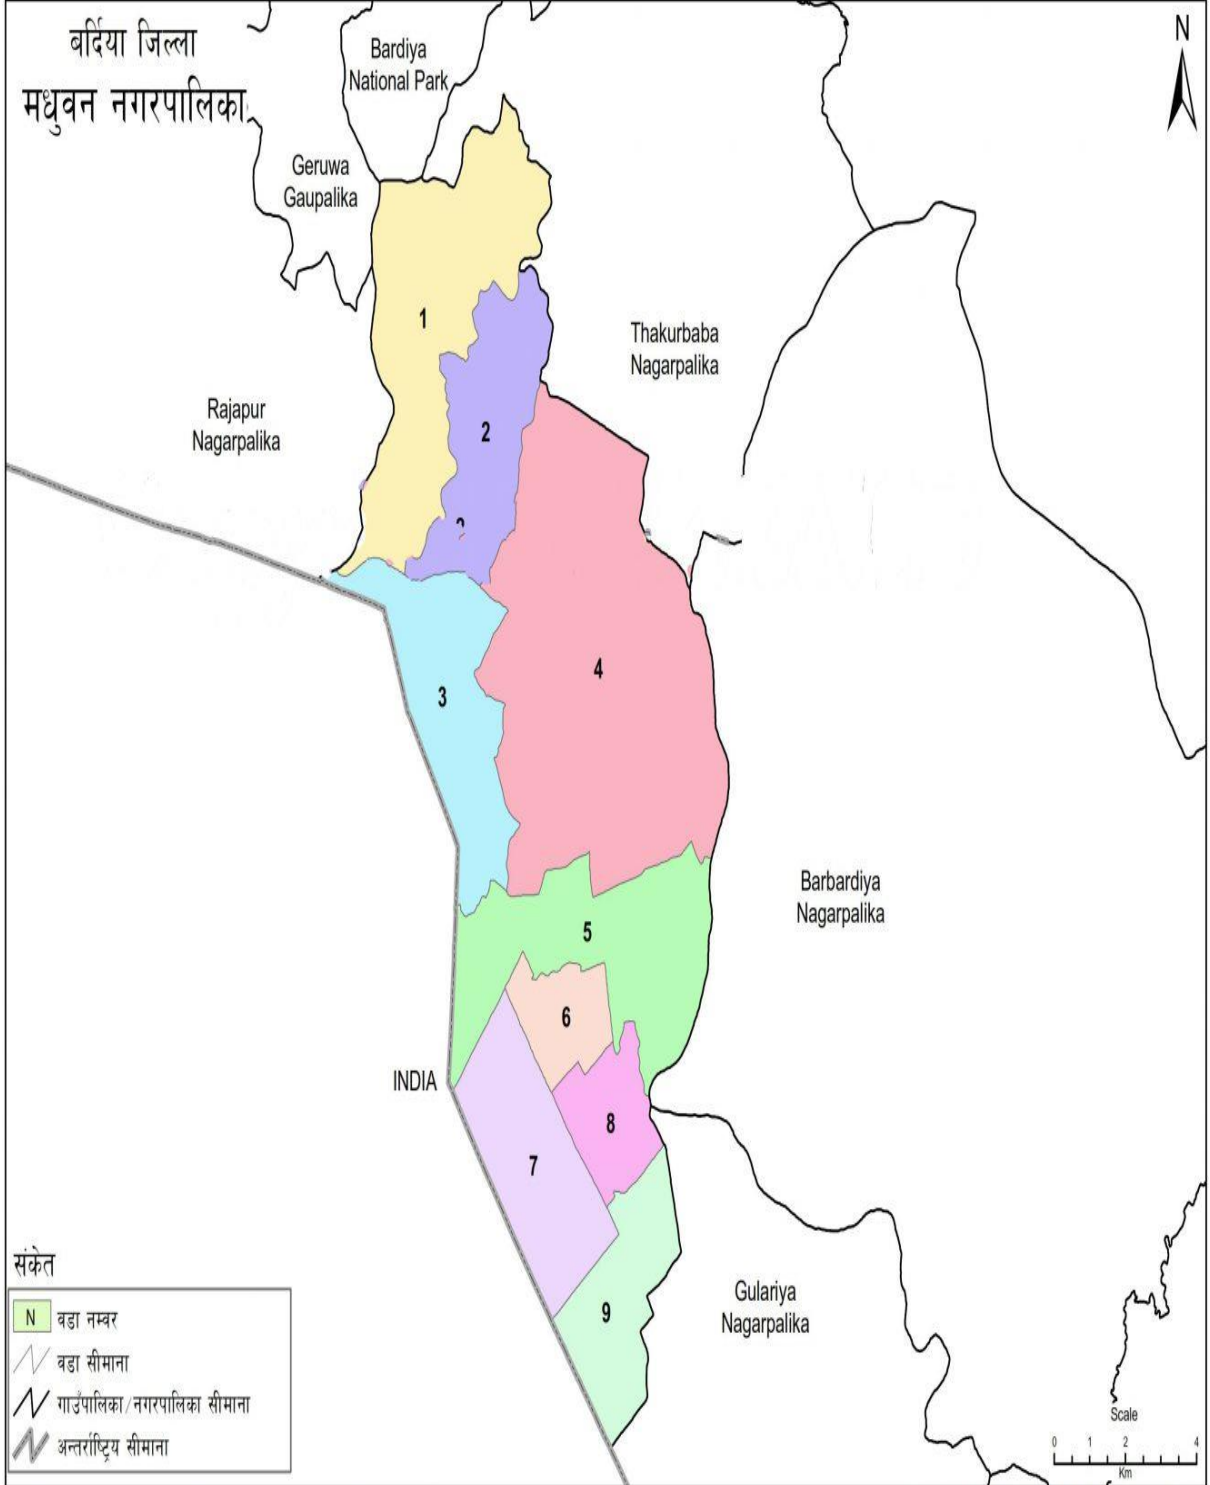 बर्दिया जिल्ला
मधुवन नगरपालिका
N
Bardiya
National Park
Geruwa
Gaupalika
1
Thakurbaba
Nagarpalika
Rajapur
Nagarpalika
2
4
3
Barbardiya
Nagarpalika
5
6
INDIA
8
7
9
Gulariya
Nagarpalika
संकेत
N वडा नम्बर
वडा सीमाना
गाउँपालिका/नगरपालिका सीमाना
अन्तर्राष्ट्रिय सीमाना
Scale
0 1 2 4
Km